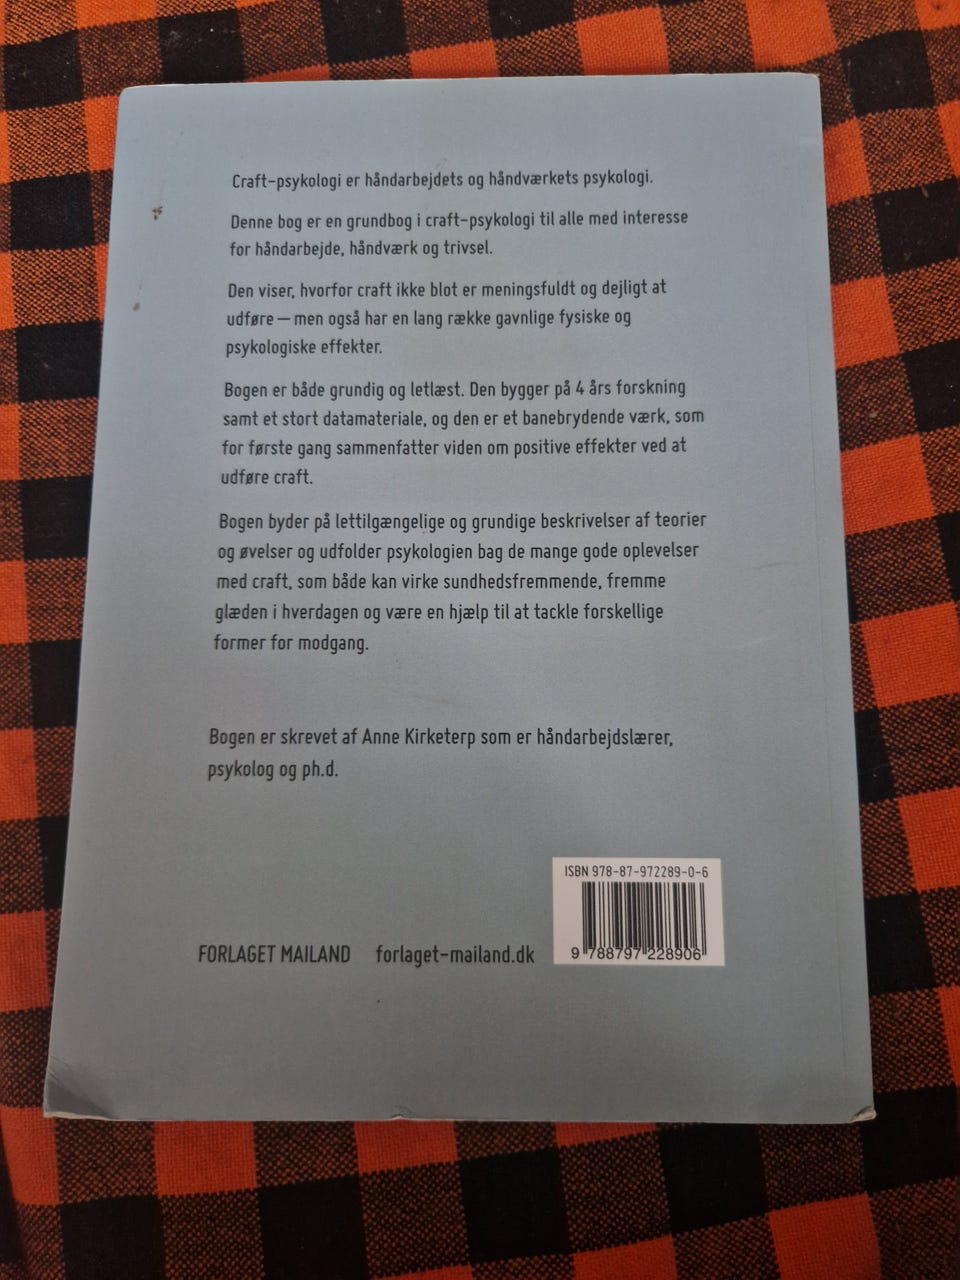 Craft-psykologi er håndarbejdets og håndværkets psykologi.
Denne bog er en grundbog i craft-psykologi til alle med interesse
for håndarbejde, håndværk og trivsel.
Den viser, hvorfor craft ikke blot er meningsfuldt og dejligt at
udføre — men også har en lang række gavnlige fysiske og
psykologiske effekter.
Bogen er både grundig og letlæst. Den bygger på 4 års forskning
samt et stort datamateriale, og den er et banebrydende værk, som
for første gang sammenfatter viden om positive effekter ved at
udføre craft.
Bogen byder på lettilgængelige og grundige beskrivelser af teorier
og øvelser og udfolder psykologien bag de mange gode oplevelser
med craft, som både kan virke sundhedsfremmende, fremme
glæden i hverdagen og være en hjælp til at tackle forskellige
former for modgang.
Bogen er skrevet af Anne Kirketerp som er håndarbejdslærer,
psykolog og ph.d.
ISBN 978-87-972289-0-6
9 788797 228906
FORLAGET MAILAND forlaget-mailand.dk